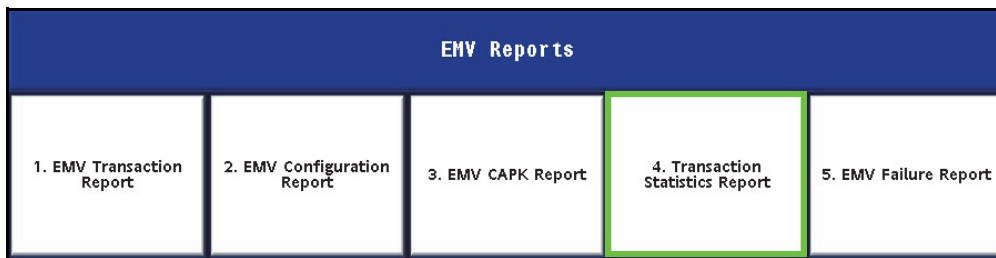 EMV Reports
1. EMV Transaction
Report
2. EMV Configuration
Report
3. EMV CAPK Report
4. Transaction
Statistics Report
5. EMV Failure Report